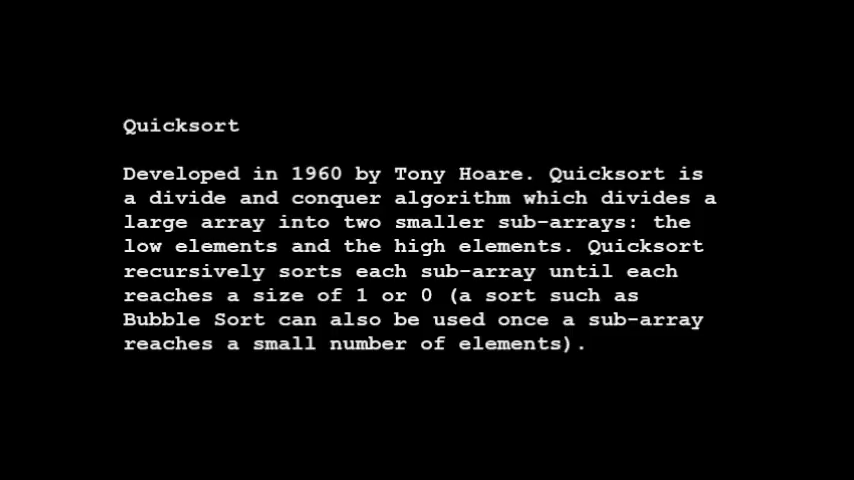 Quicksort
Developed in 1960 by Tony Hoare. Quicksort is
a divide and conquer algorithm which divides a
large array into two smaller sub-arrays: the
low elements and the high elements. Quicksort
recursively sorts each sub-array until each
reaches a size of 1 or 0 (a sort such as
Bubble Sort can also be used once a sub-array
reaches a small number of elements).